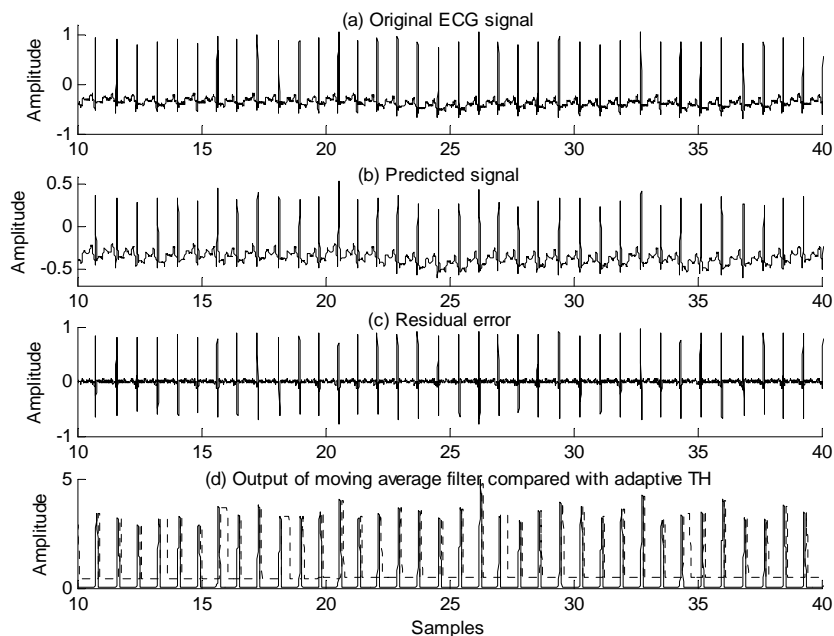 (a) Original ECG signal
Amplitude
1
0
-1
10 15 20 25 30 35 40
(b) Predicted signal
Amplitude
0.5
0
-0.5
10 15 20 25 30 35 40
(c) Residual error
Amplitude
1
0
-1
10 15 20 25 30 35 40
(d) Output of moving average filter compared with adaptive TH
Amplitude
5
0
10 15 20 25 30 35 40
Samples